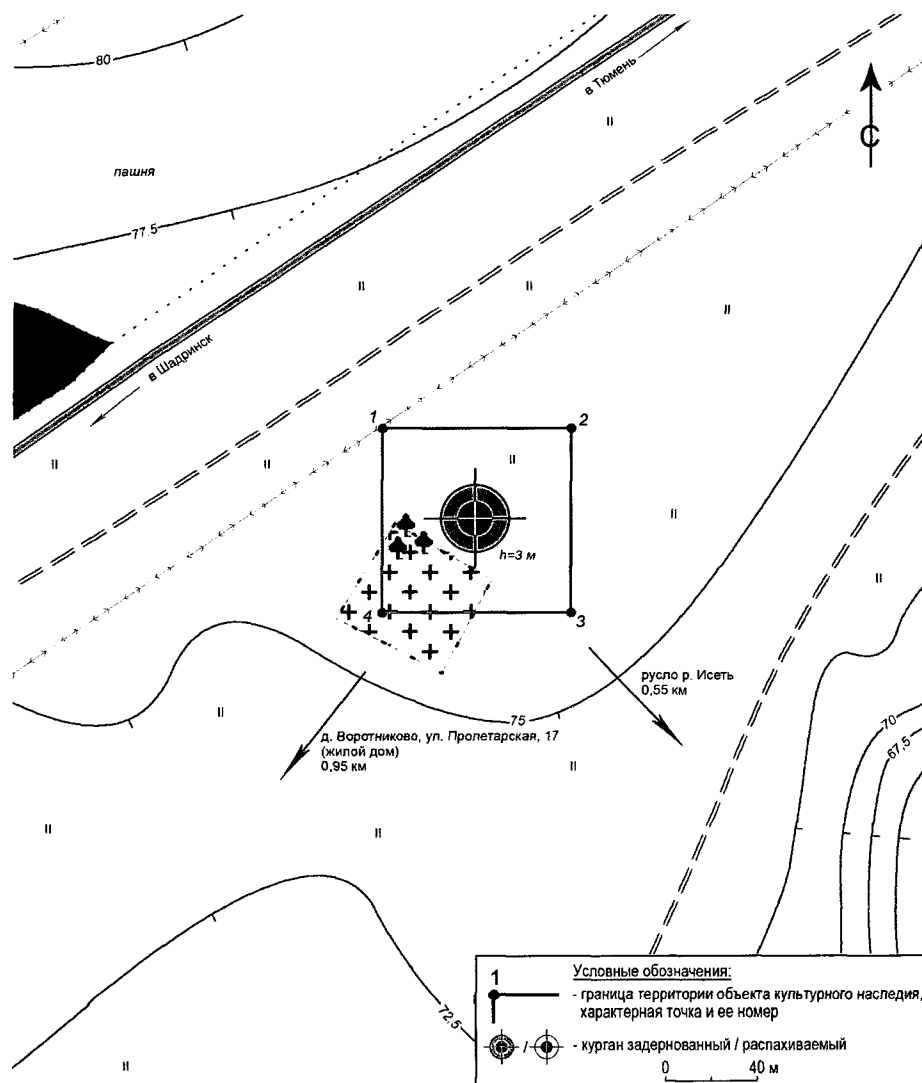 80
в Тюмень
С
пашня
77.5
в Шадринск
1
2
h=3 м
4
3
русло р. Исеть
0,55 км
75
д. Воротниково, ул. Пролетарская, 17
(жилой дом)
0,95 км
70
67,5
72.5
Условные обозначения:
1
- граница территории объекта культурного наследия,
характерная точка и ее номер
/ - курган задернованный / распахиваемый
0 40 м